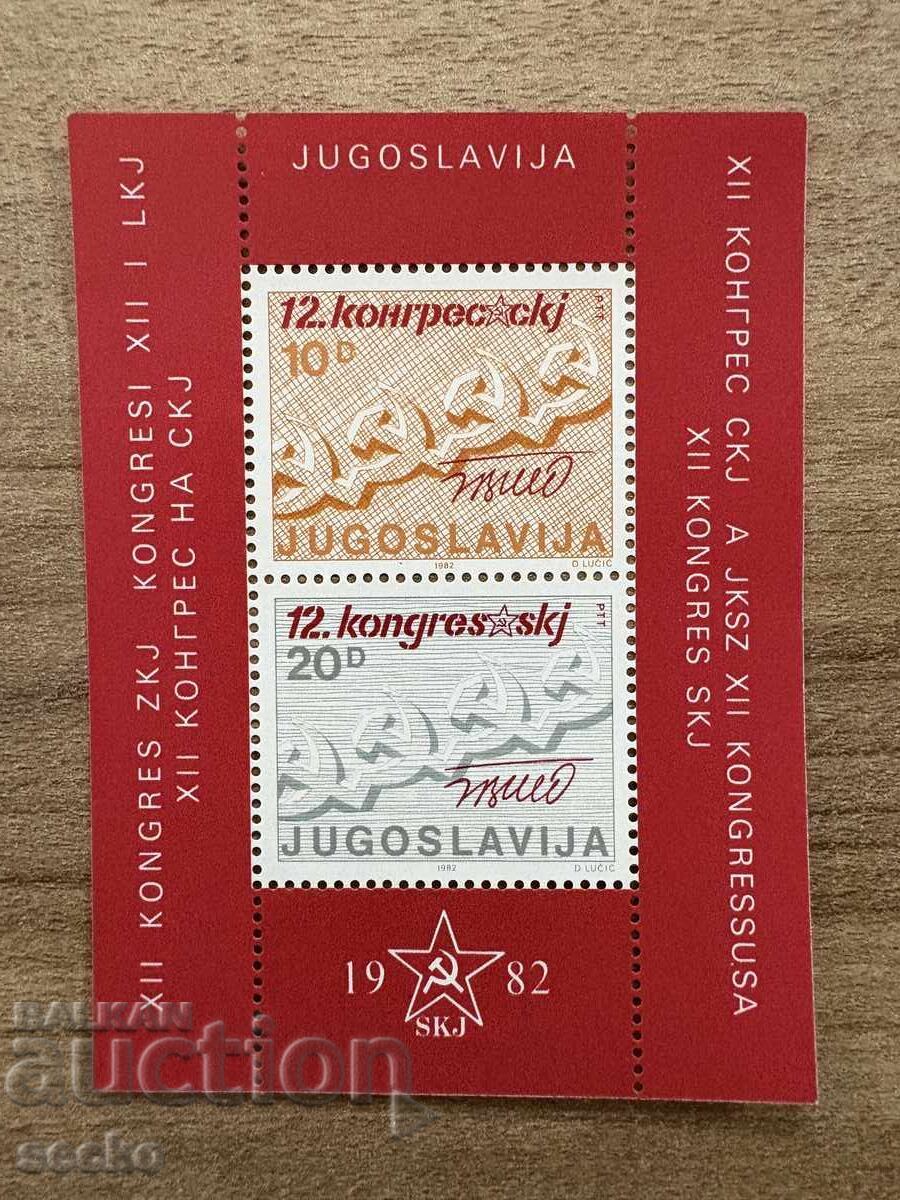 JUGOSLAVIJA
XII KONGRES ZKJ KONGRESI XII I LKJ
XII КОНГРЕС НА СКЈ
12. конгрес скј
PTT
10 D
JUGOSLAVIJA
1982
D LUČIĆ
12. kongres skj
PTT
20 D
JUGOSLAVIJA
1982
D LUČIĆ
XII КОНГРЕС СКЈ A JKSZ XII KONGRESSUSA
XII KONGRES SKJ
19 82
SKJ
BALKAN
auction
secko